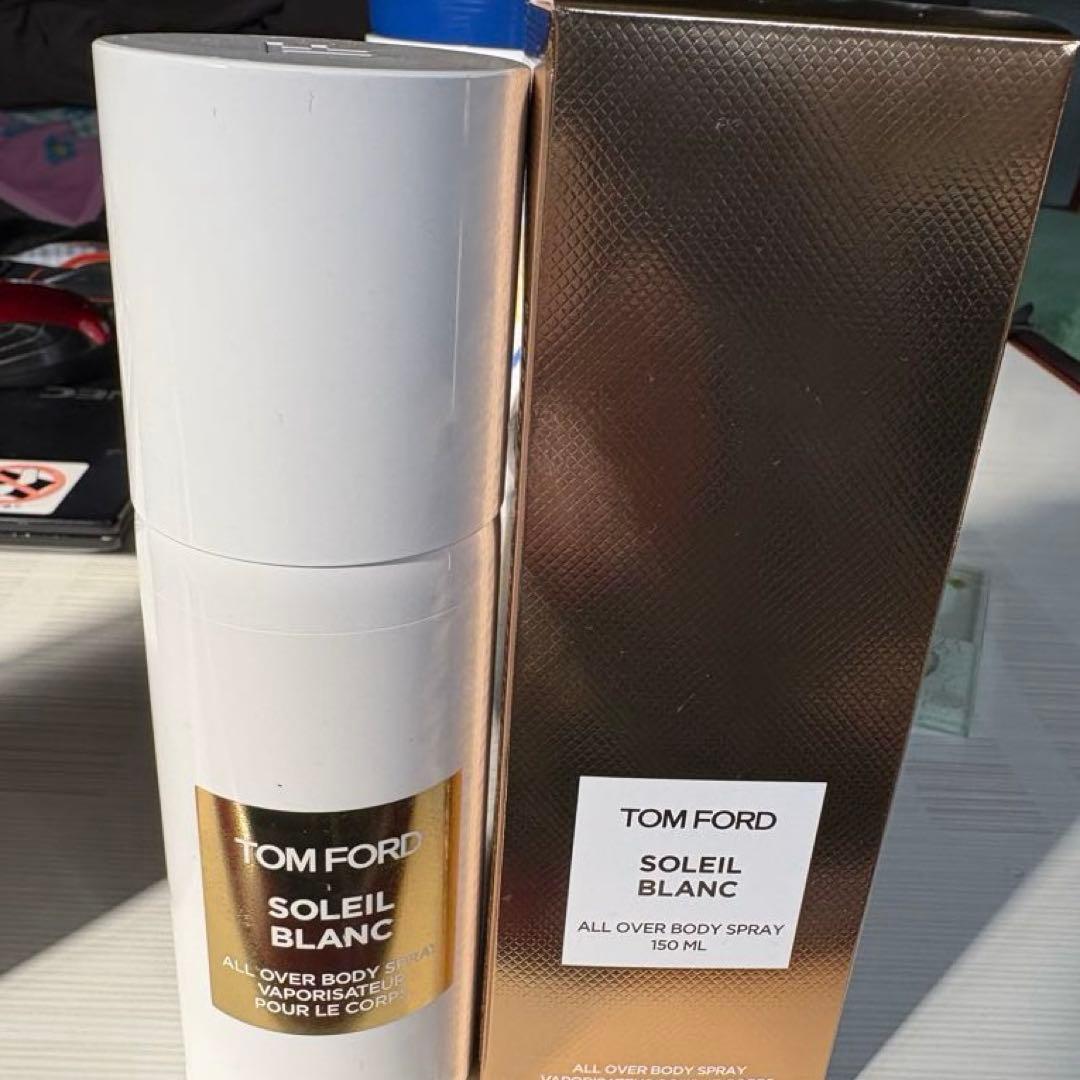 TOM FORD
SOLEIL
BLANC
ALL OVER BODY SPRAY
VAPORISATEUR
POUR LE CORPS
TOM FORD
SOLEIL
BLANC
ALL OVER BODY SPRAY
150 ML
ALL OVER BODY SPRAY